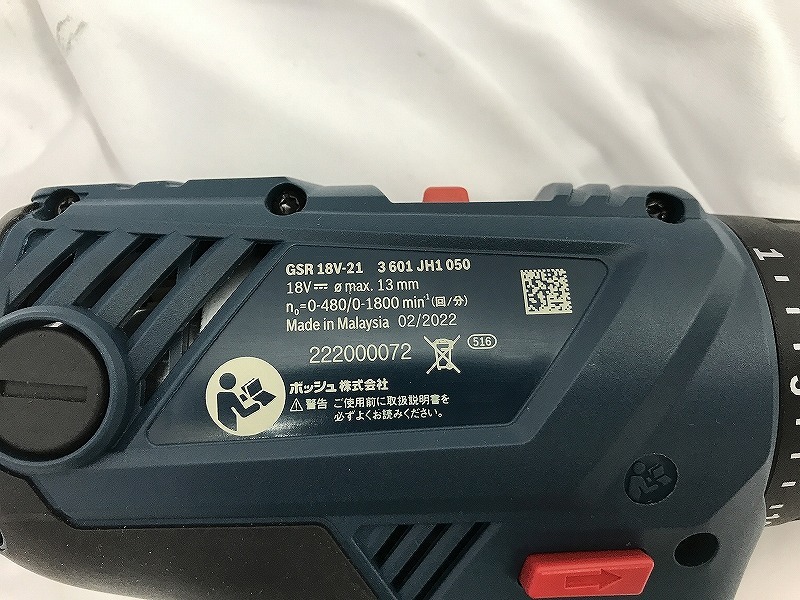 GSR 18V-21 3 601 JH1 050
18V⎓ ø max. 13 mm
n₀=0-480/0-1800 min⁻¹(回/分)
Made in Malaysia 02/2022
222000072 516
ボッシュ株式会社
⚠警告 ご使用前に取扱説明書を
必ずよくお読みください。
1